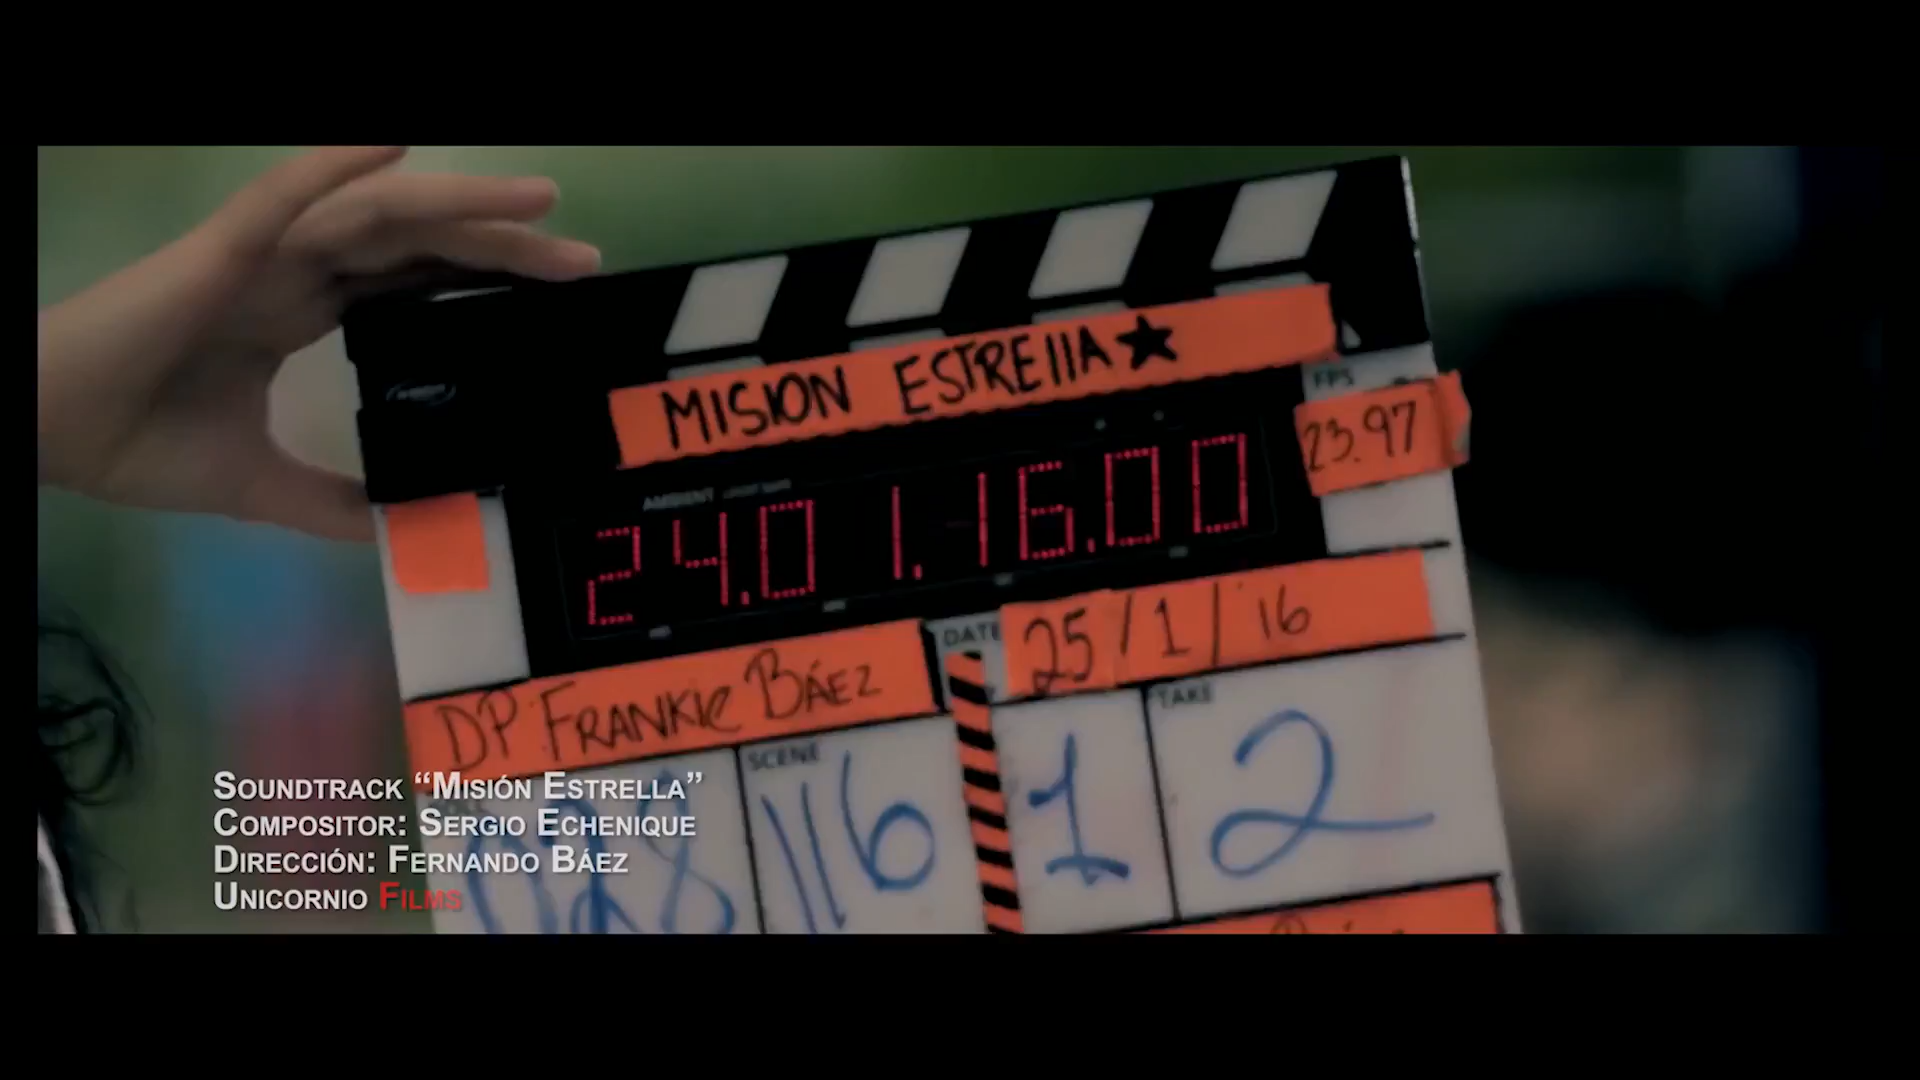 MISION ESTRELLA★
FPS
23.97
AMBIENT
24.01.16.00
DATE
25/1/16
DP FRANKIE BÁEZ
SCENE
TAKE
028
116
1
2
SOUNDTRACK “MISIÓN ESTRELLA”
COMPOSITOR: SERGIO ECHENIQUE
DIRECCIÓN: FERNANDO BÁEZ
UNICORNIO FILMS